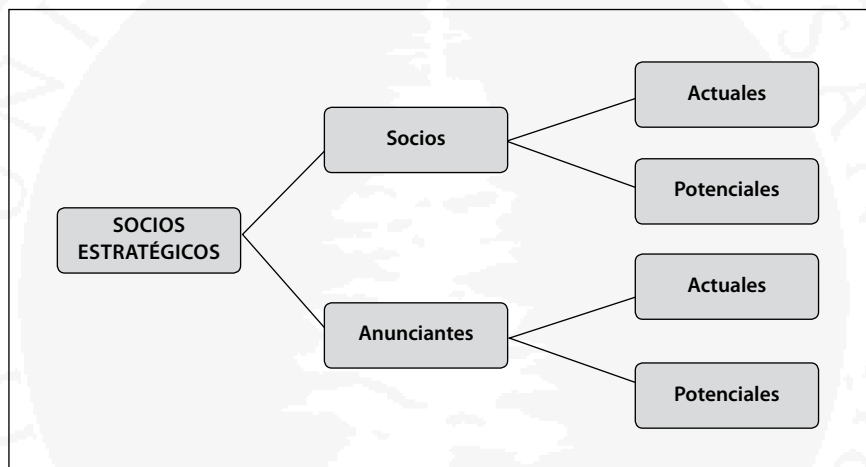 Actuales
Socios
Potenciales
SOCIOS
ESTRATÉGICOS
Actuales
Anunciantes
Potenciales